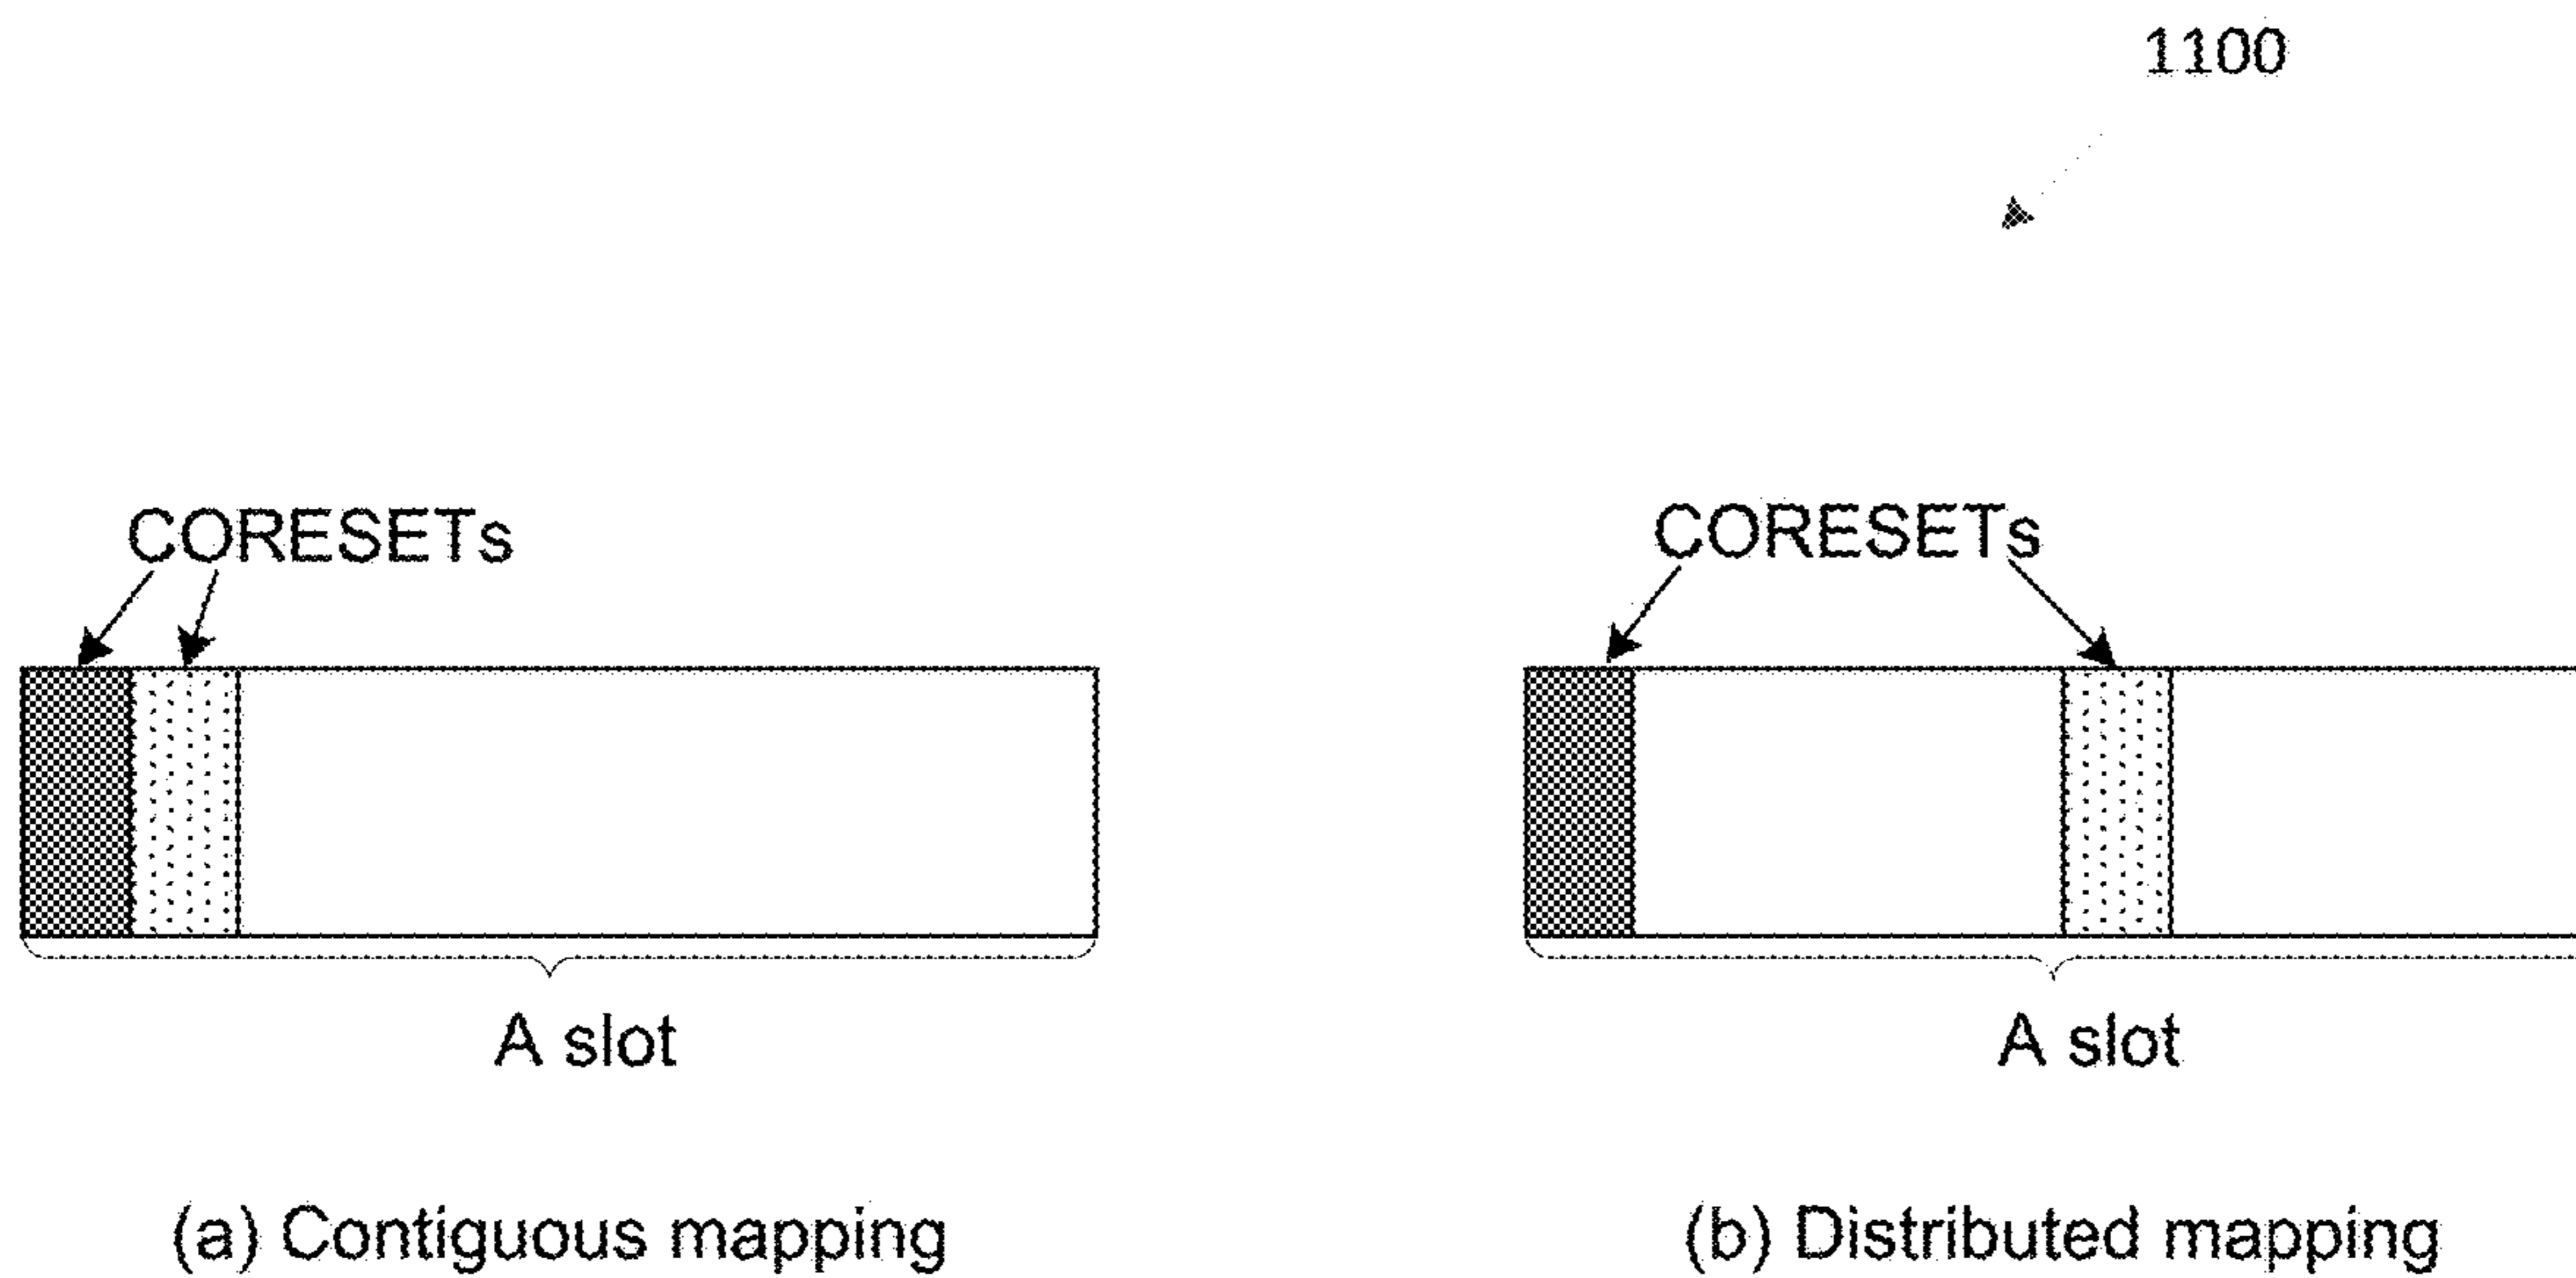 1100
CORESETs
CORESETs
A slot
A slot
(a) Contiguous mapping
(b) Distributed mapping